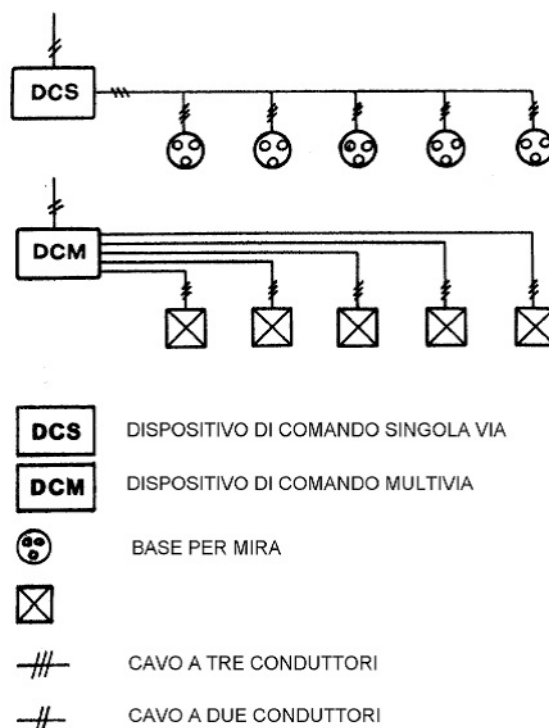 DCS
DCM
DCS DISPOSITIVO DI COMANDO SINGOLA VIA
DCM DISPOSITIVO DI COMANDO MULTIVIA
BASE PER MIRA
CAVO A TRE CONDUTTORI
CAVO A DUE CONDUTTORI